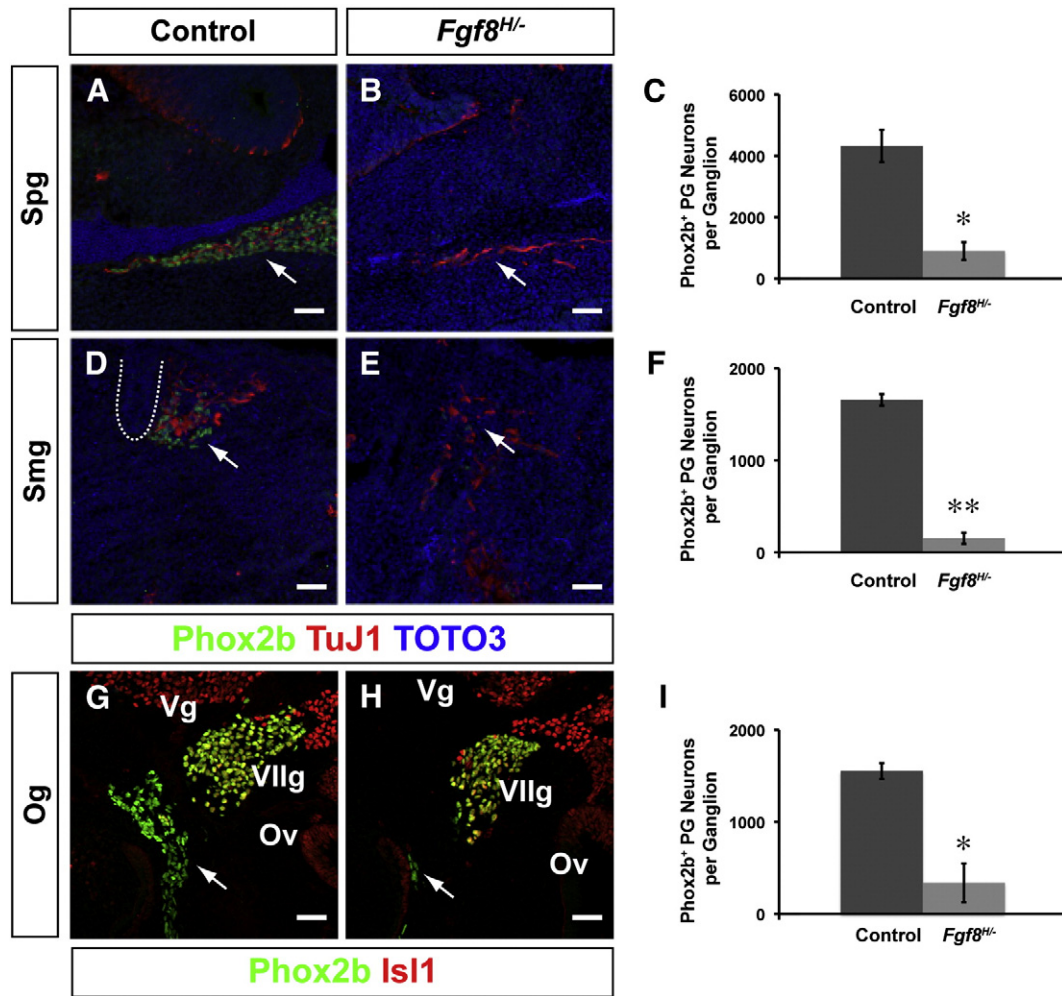 Control
Fgf8H/-
Spg
A
B
C
6000
4000
2000
0
Phox2b+ PG Neurons
per Ganglion
*
Control Fgf8H/-
Smg
D
E
F
2000
1000
0
Phox2b+ PG Neurons
per Ganglion
**
Control Fgf8H/-
Phox2b TuJ1 TOTO3
Og
G
Vg
VIIg
Ov
H
Vg
VIIg
Ov
I
2000
1000
0
Phox2b+ PG Neurons
per Ganglion
*
Control Fgf8H/-
Phox2b Isl1